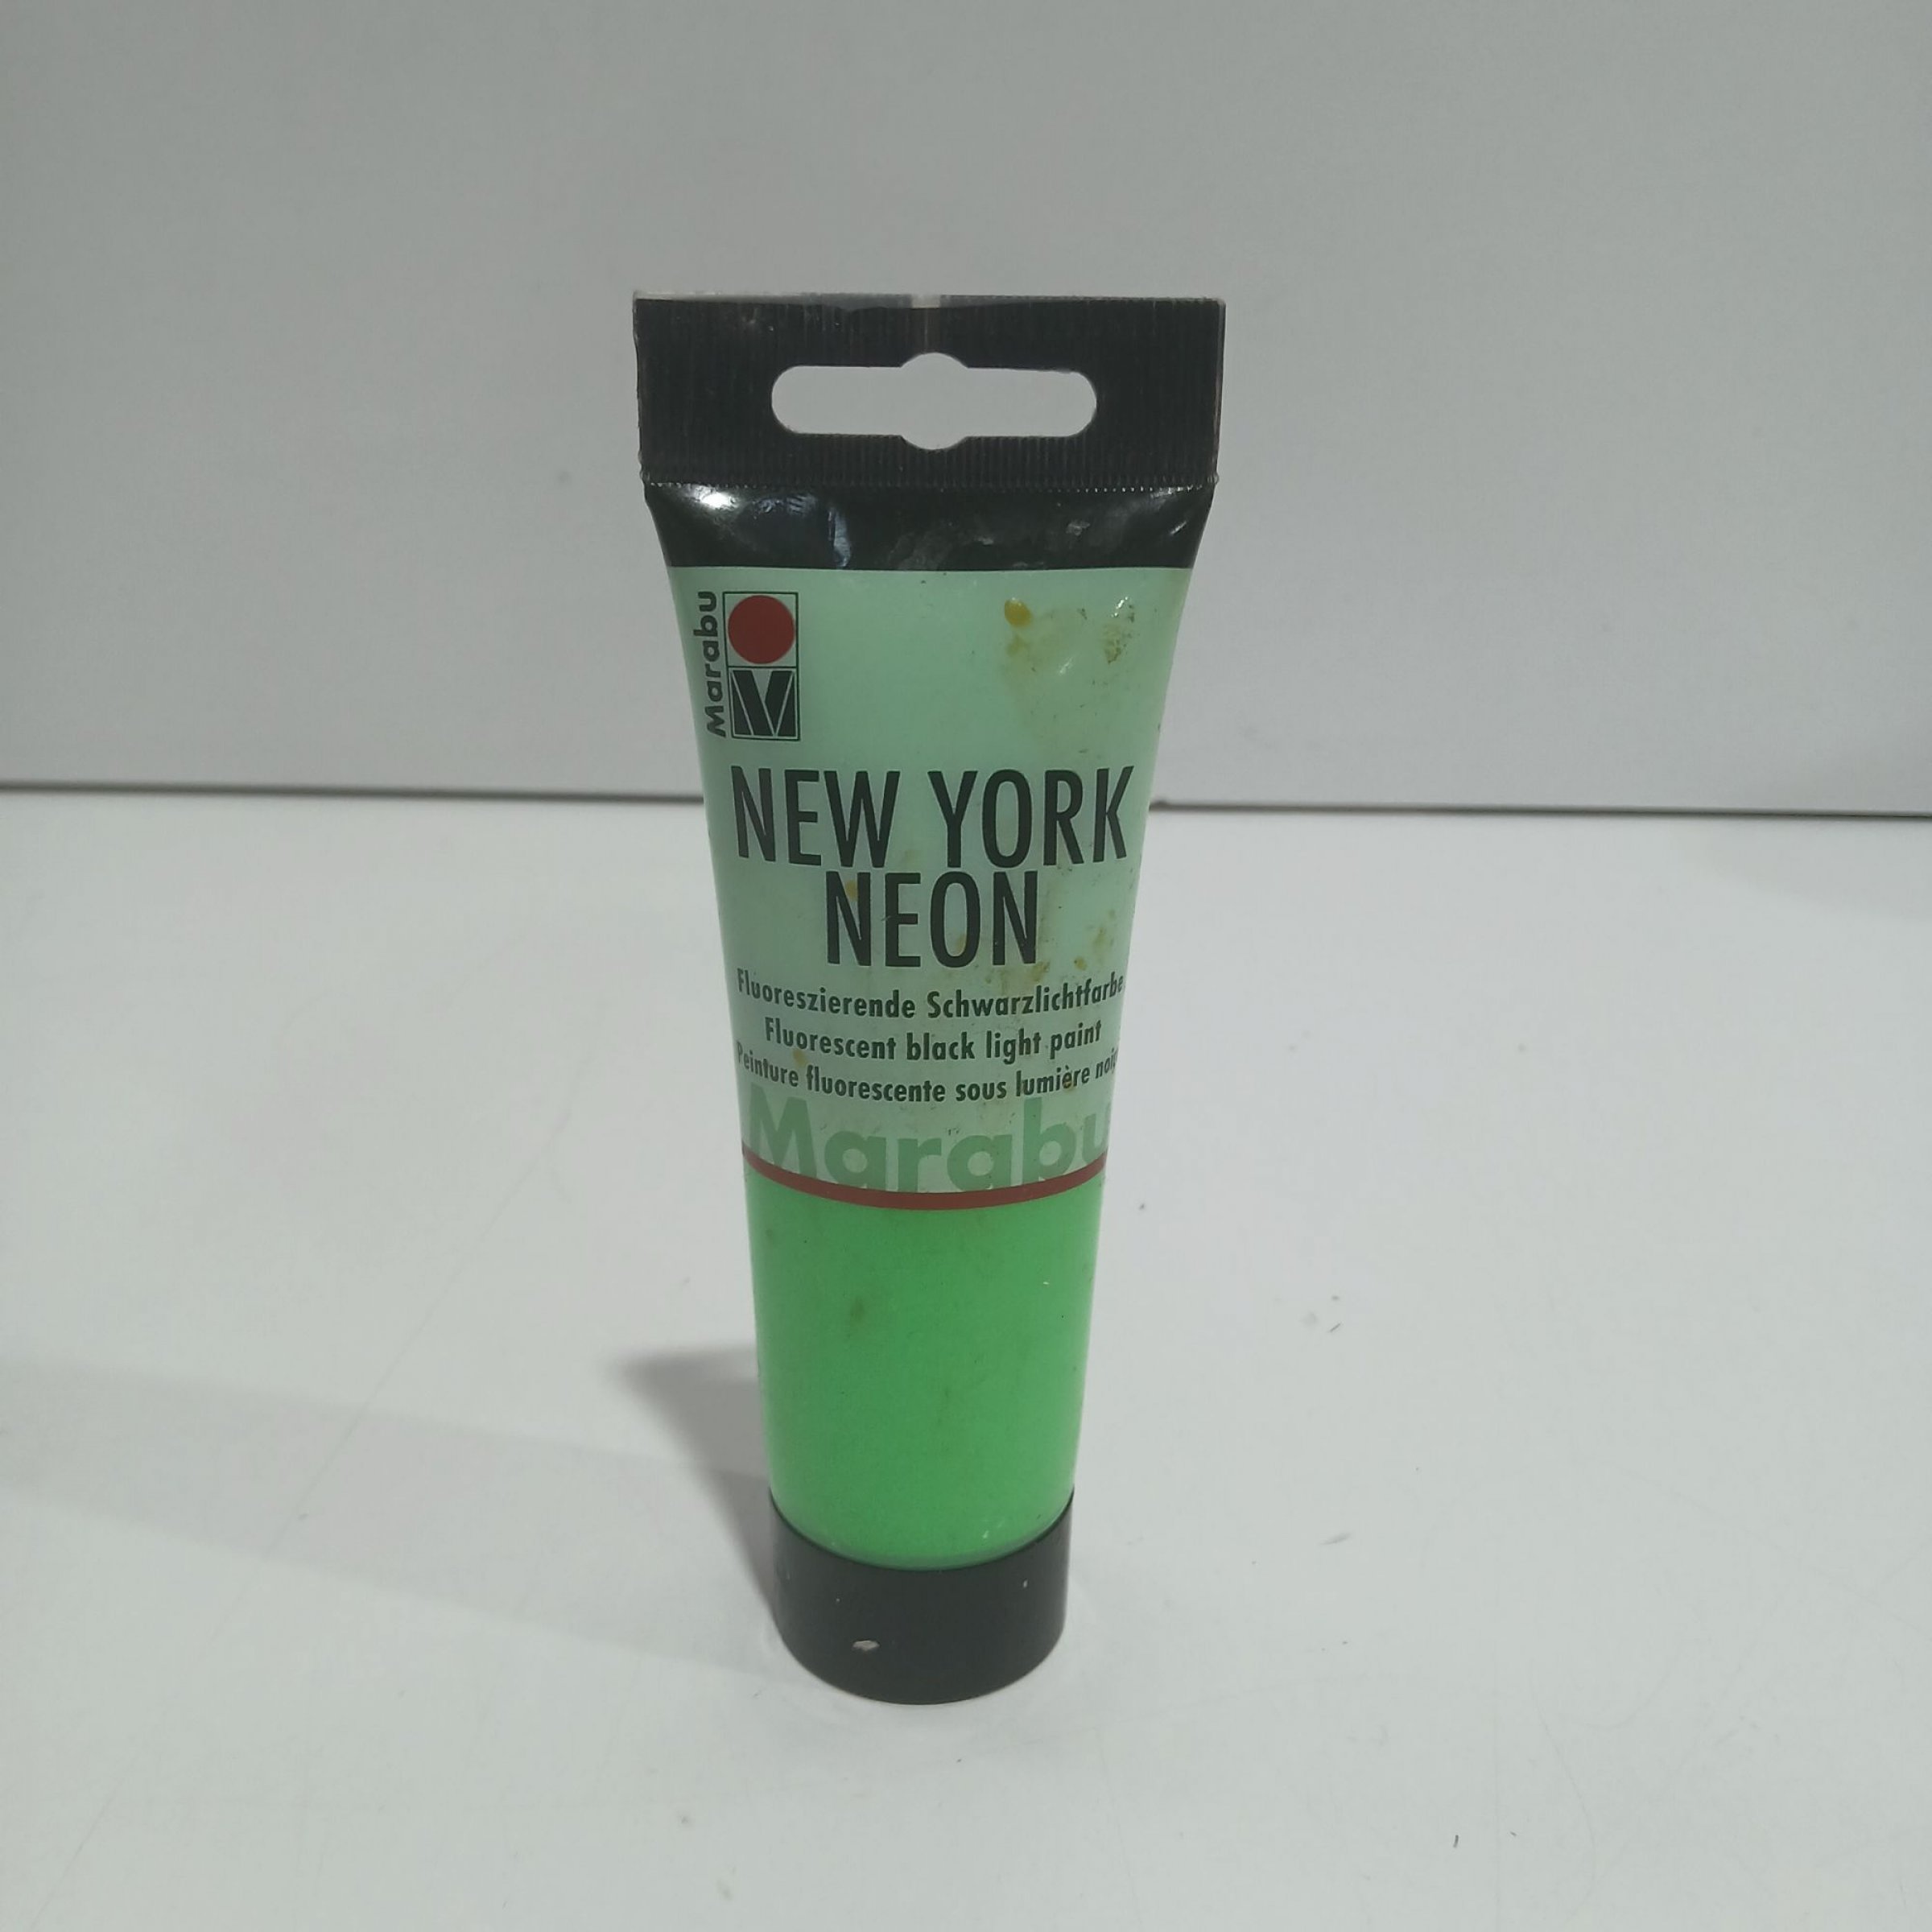 Marabu
NEW YORK
NEON
Fluoreszierende Schwarzlichtfarbe
Fluorescent black light paint
Peinture fluorescente sous lumière
Marabu